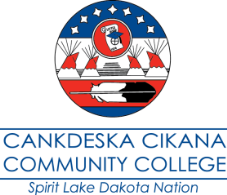 CANKDESKA CIKANA
COMMUNITY COLLEGE
Spirit Lake Dakota Nation